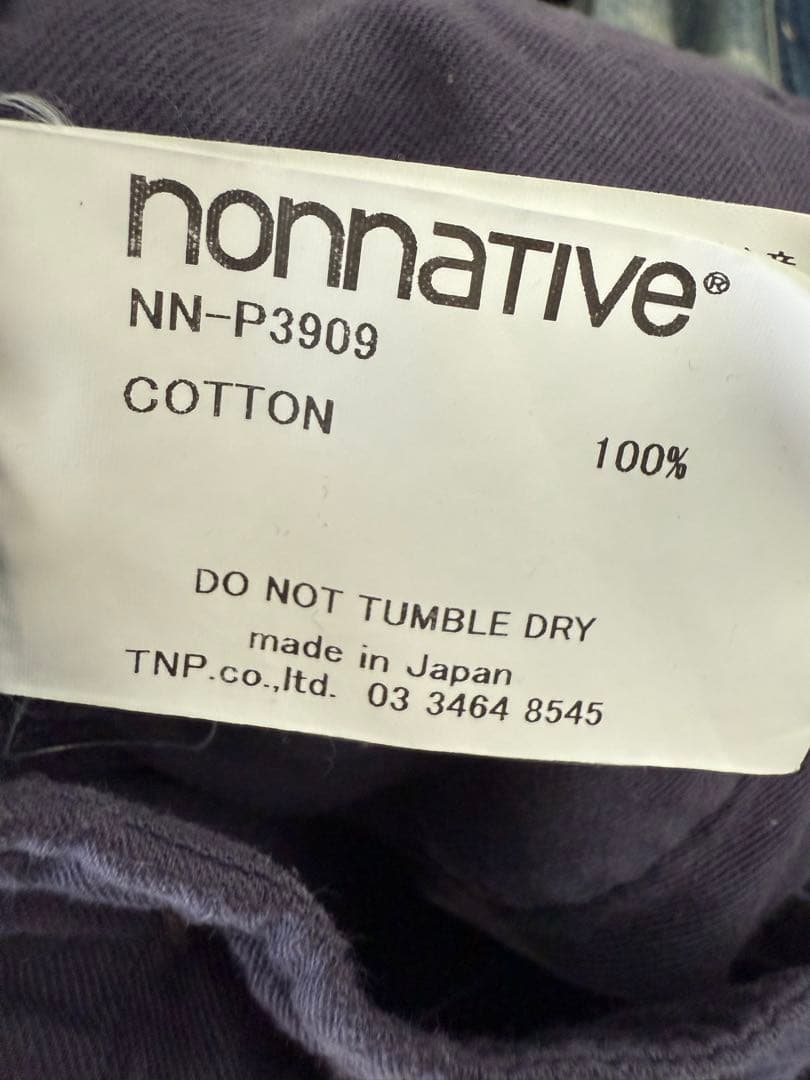 nonnaTIVe®
NN-P3909
COTTON
100%
DO NOT TUMBLE DRY
made in Japan
TNP.co.,ltd. 03 3464 8545